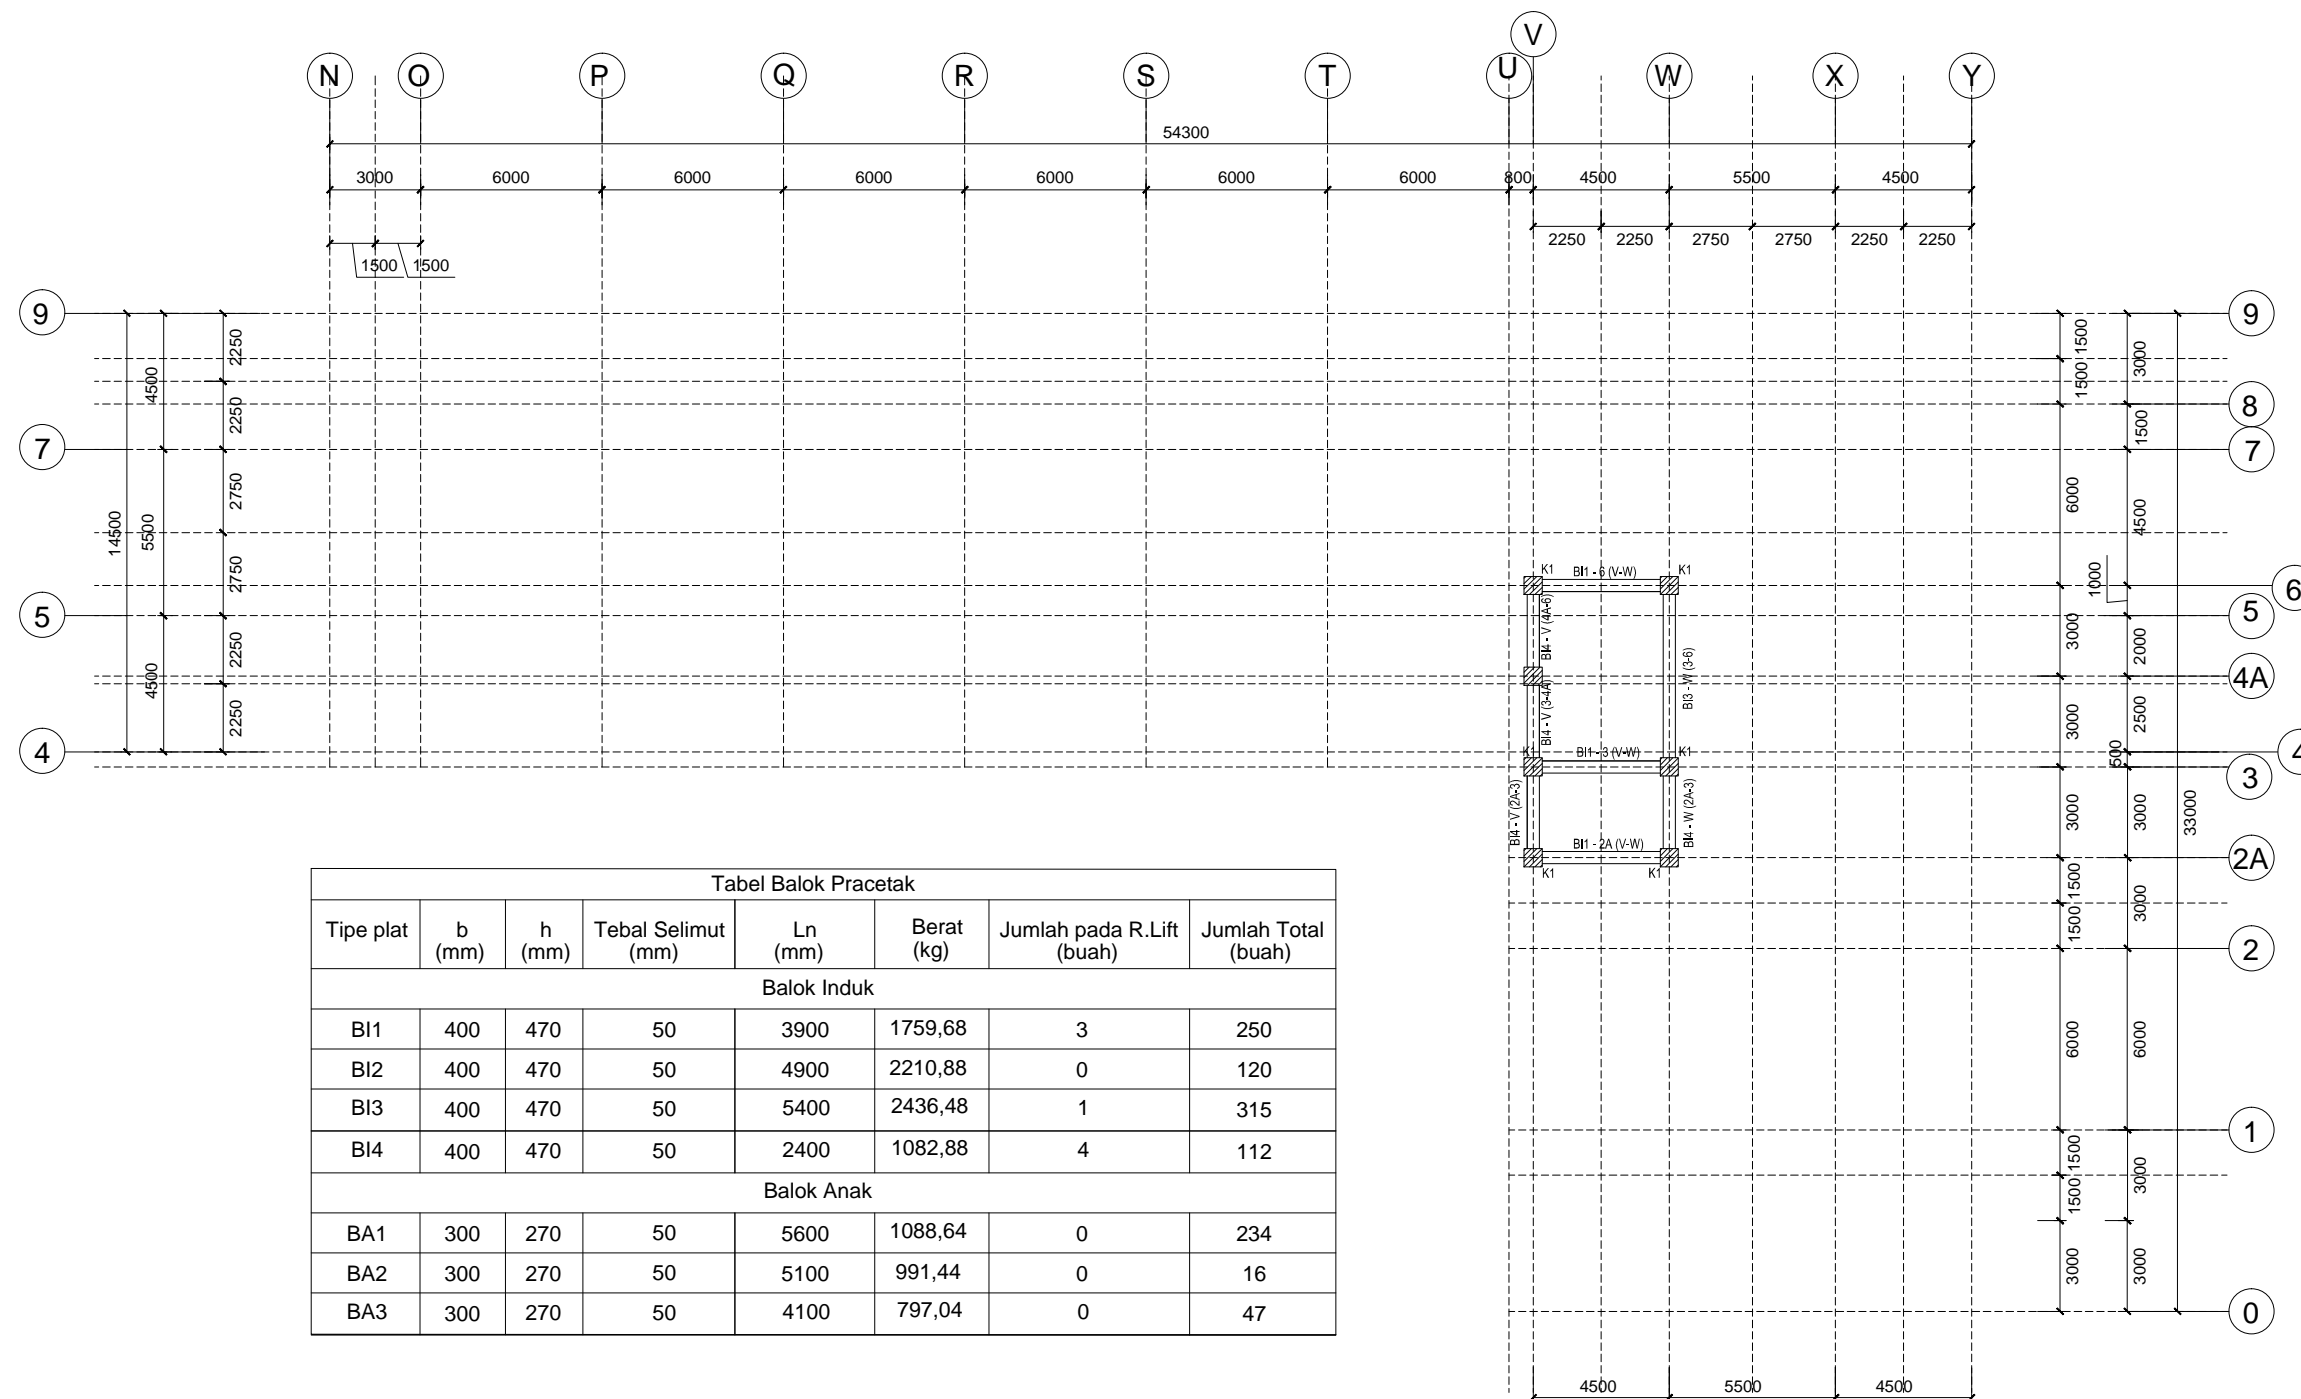 V
N O P Q R S T U W X Y
54300
3000 6000 6000 6000 6000 6000 6000 800 4500 5500 4500
2250 2250 2750 2750 2250 2250
1500 1500
9 9
2250 1500 3000
4500 1500
2250 8
1500
7 7
2750 6000 4500
14500 5500
2750 1000
K1 BI1 - 6 (V-W) K1
6
5 5
BI4 - V (4A-6)
2250 3000 2000
BI3 - W (3-6)
4500 4A
2250 BI4 - V (3-4A) 3000 2500
4 K1 BI1 - 3 (V-W) K1 500 4
3
BI4 - V (2A-3) BI4 - W (2A-3) 3000 3000 33000
BI1 - 2A (V-W) 2A
K1 K1
1500 3000
1500
2
6000 6000
1
1500 3000
1500
3000 3000
0
4500 5500 4500
Tabel Balok Pracetak
Tipe plat b (mm) h (mm) Tebal Selimut (mm) Ln (mm) Berat (kg) Jumlah pada R.Lift (buah) Jumlah Total (buah)
Balok Induk
BI1 400 470 50 3900 1759,68 3 250
BI2 400 470 50 4900 2210,88 0 120
BI3 400 470 50 5400 2436,48 1 315
BI4 400 470 50 2400 1082,88 4 112
Balok Anak
BA1 300 270 50 5600 1088,64 0 234
BA2 300 270 50 5100 991,44 0 16
BA3 300 270 50 4100 797,04 0 47